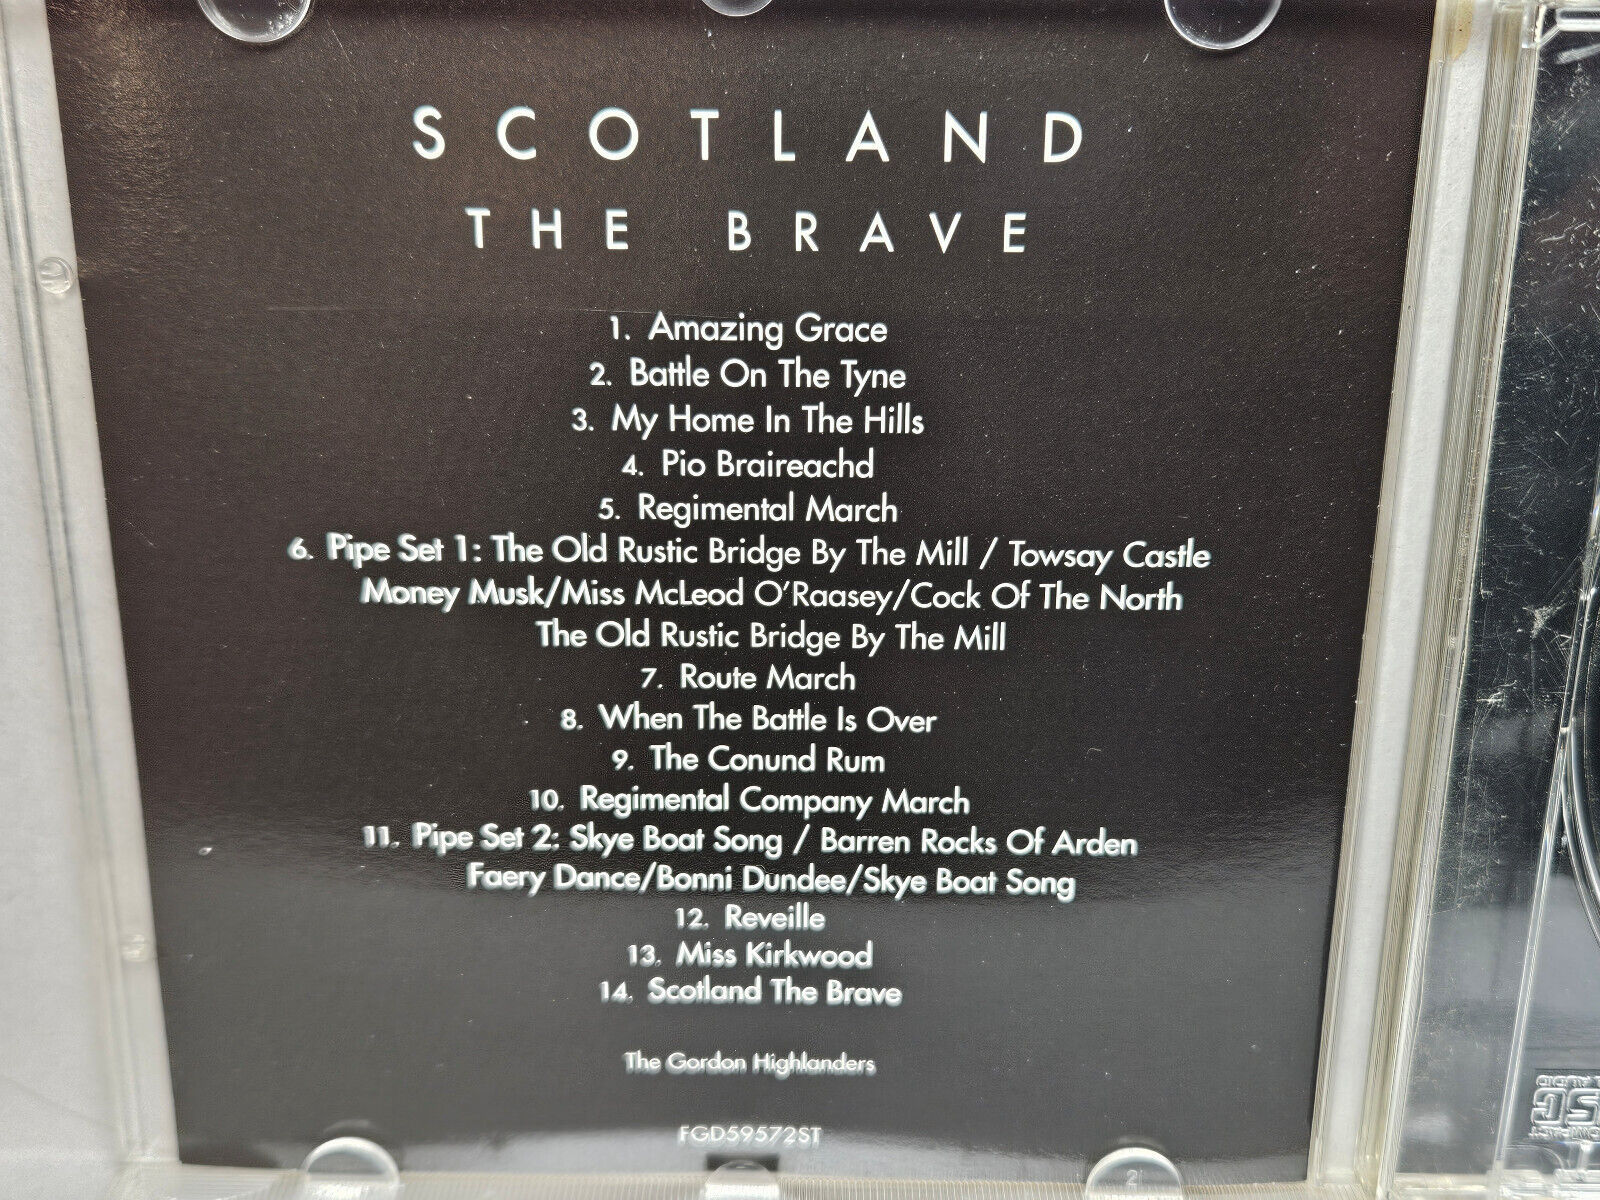 SCOTLAND
THE BRAVE
1. Amazing Grace
2. Battle On The Tyne
3. My Home In The Hills
4. Pio Braireachd
5. Regimental March
6. Pipe Set 1: The Old Rustic Bridge By The Mill / Towsay Castle
Money Musk/Miss McLeod O'Raasey/Cock Of The North
The Old Rustic Bridge By The Mill
7. Route March
8. When The Battle Is Over
9. The Conund Rum
10. Regimental Company March
11. Pipe Set 2: Skye Boat Song / Barren Rocks Of Arden
Faery Dance/Bonni Dundee/Skye Boat Song
12. Reveille
13. Miss Kirkwood
14. Scotland The Brave
The Gordon Highlanders
FGD59572ST
2